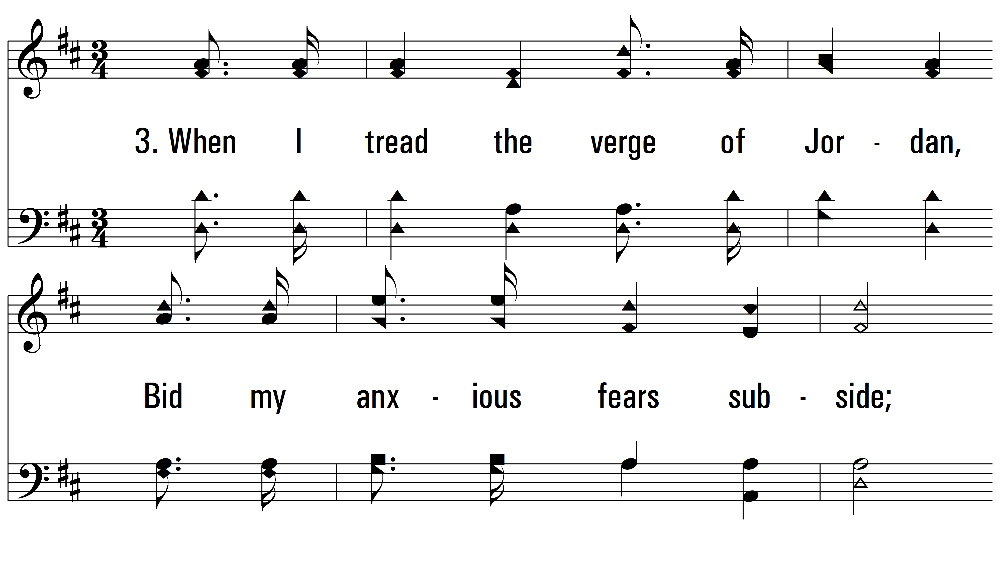 3. When I tread the verge of Jor - dan,
Bid my anx - ious fears sub - side;